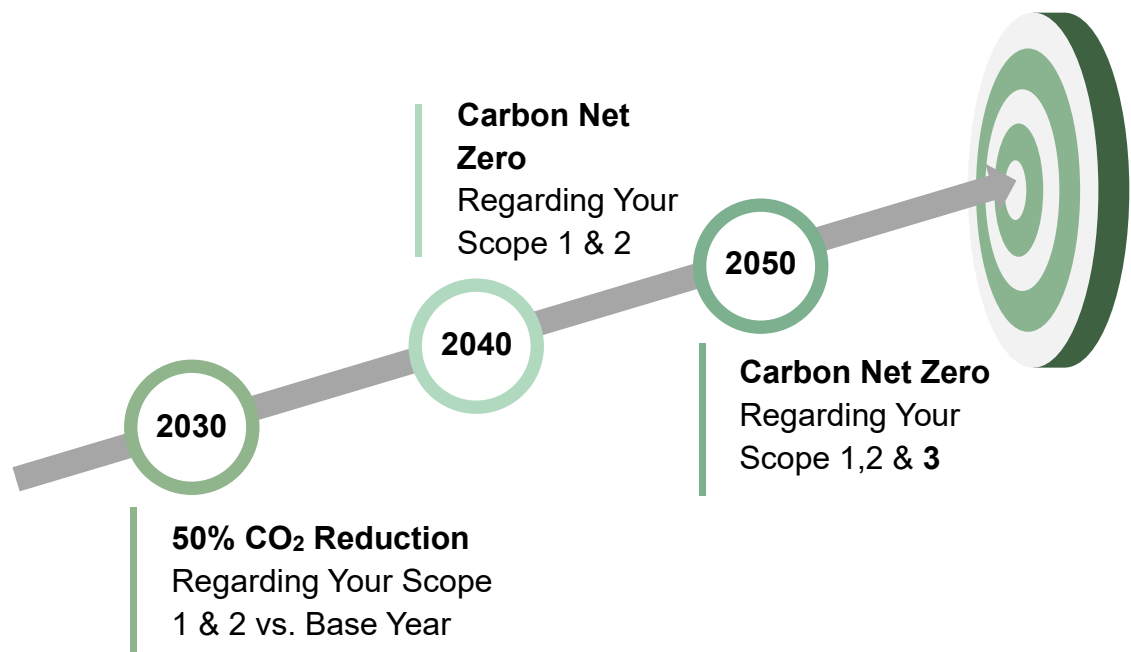 Carbon Net
Zero
Regarding Your
Scope 1 & 2
2050
2040
Carbon Net Zero
Regarding Your
Scope 1,2 & 3
2030
50% CO₂ Reduction
Regarding Your Scope
1 & 2 vs. Base Year